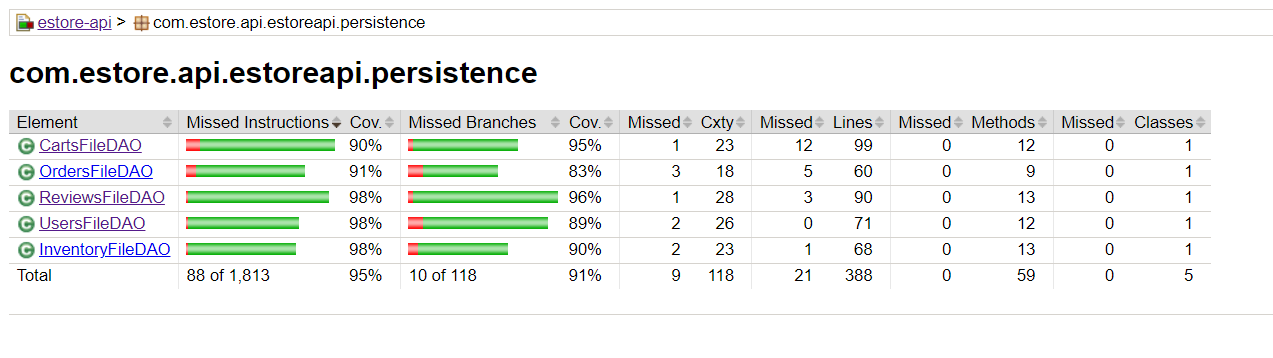 estore-api > com.estore.api.estoreapi.persistence
com.estore.api.estoreapi.persistence
Element Missed Instructions Cov. Missed Branches Cov. Missed Cxty Missed Lines Missed Methods Missed Classes
C CartsFileDAO 90% 95% 1 23 12 99 0 12 0 1
C OrdersFileDAO 91% 83% 3 18 5 60 0 9 0 1
C ReviewsFileDAO 98% 96% 1 28 3 90 0 13 0 1
C UsersFileDAO 98% 89% 2 26 0 71 0 12 0 1
C InventoryFileDAO 98% 90% 2 23 1 68 0 13 0 1
Total 88 of 1,813 95% 10 of 118 91% 9 118 21 388 0 59 0 5